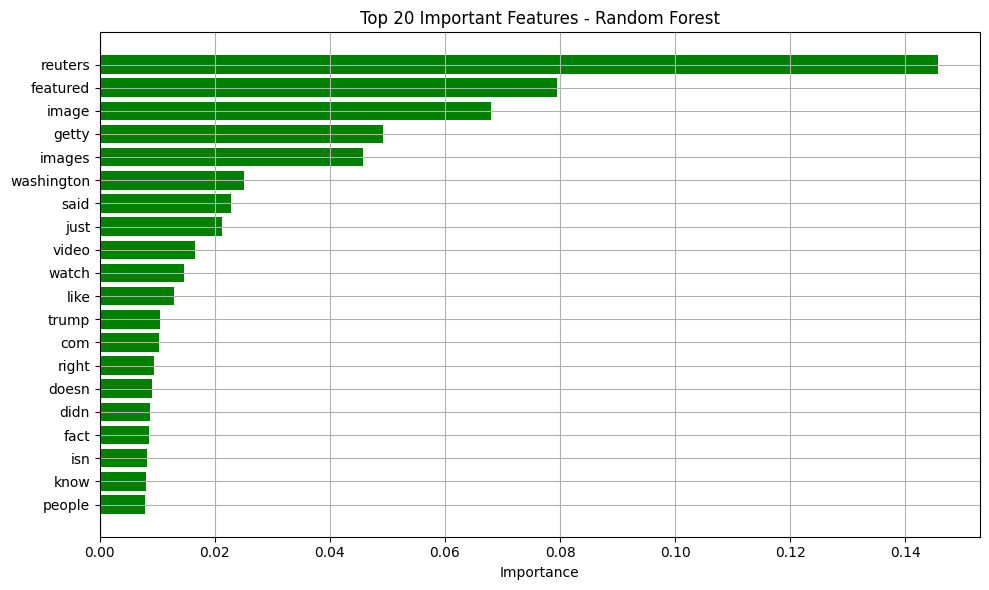 Top 20 Important Features - Random Forest
reuters
featured
image
getty
images
washington
said
just
video
watch
like
trump
com
right
doesn
didn
fact
isn
know
people
0.00 0.02 0.04 0.06 0.08 0.10 0.12 0.14
Importance